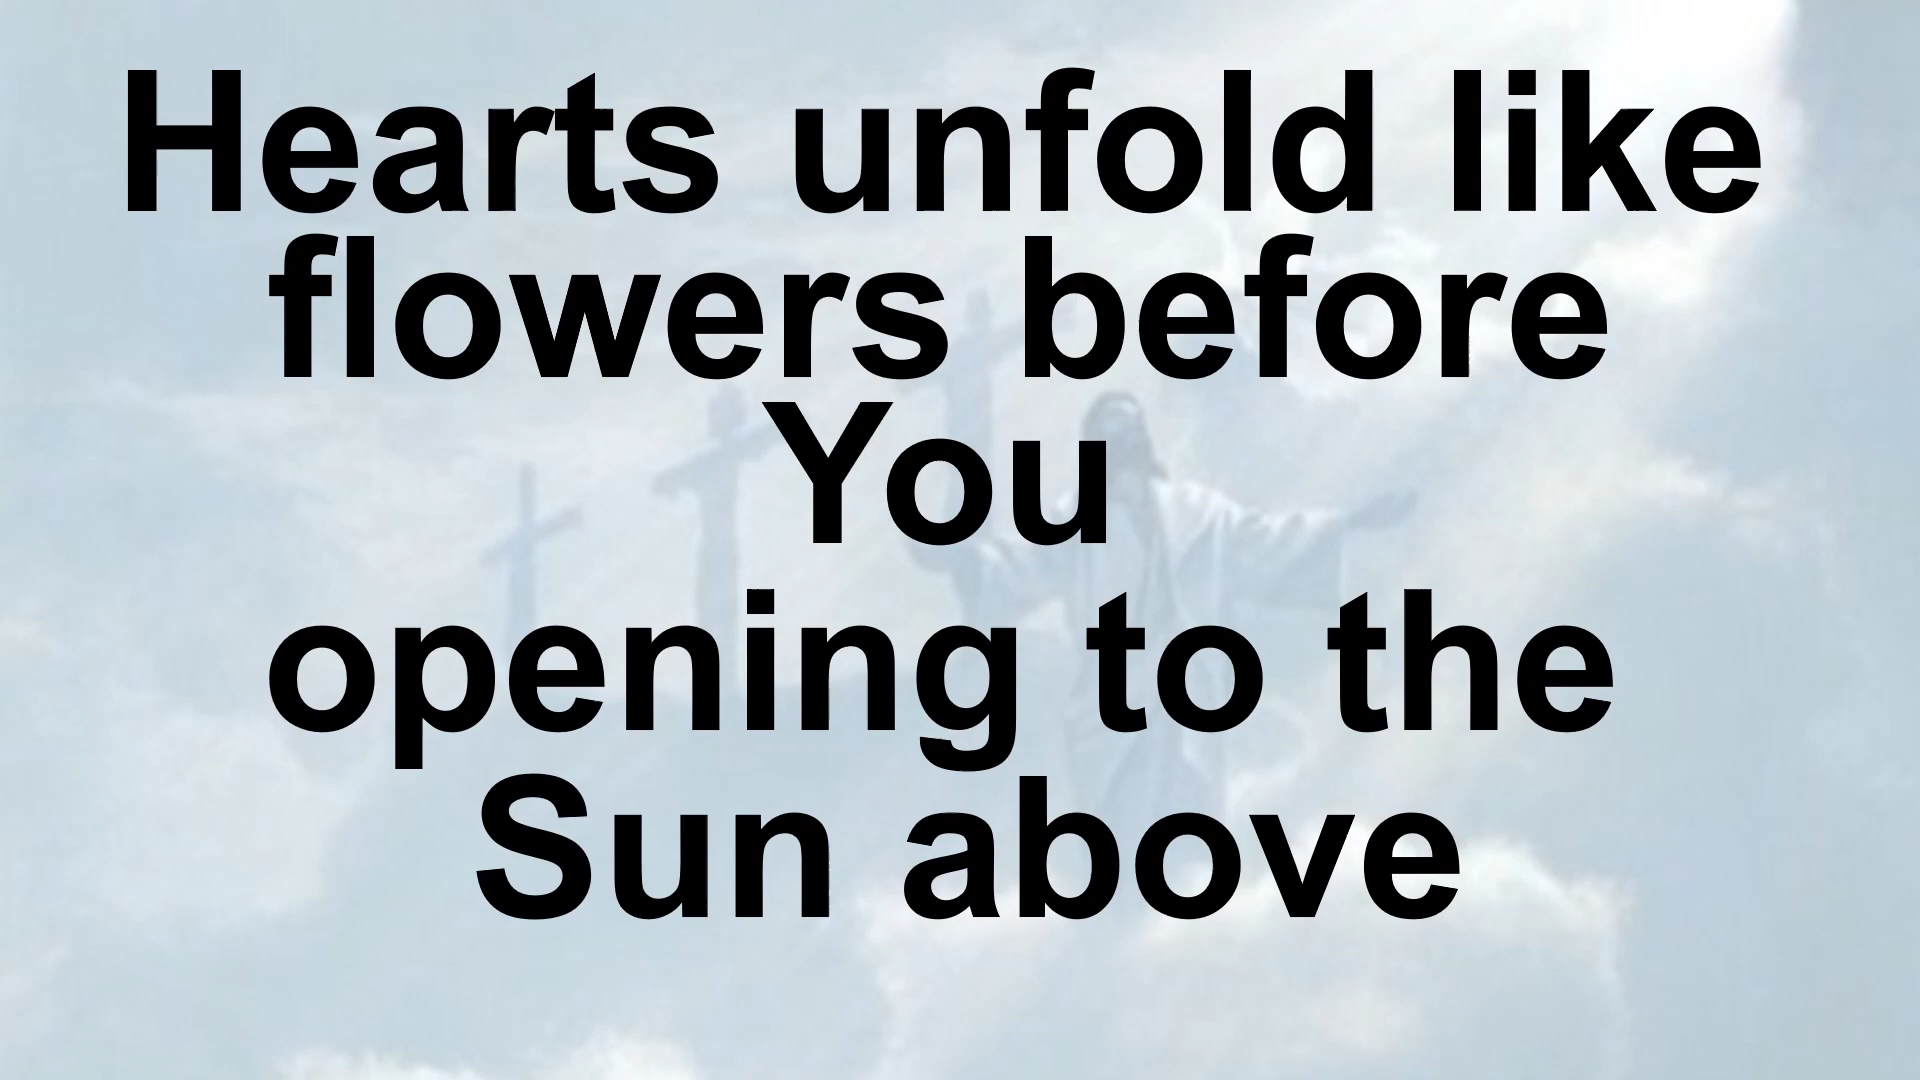 Hearts unfold like
flowers before
You
opening to the
Sun above